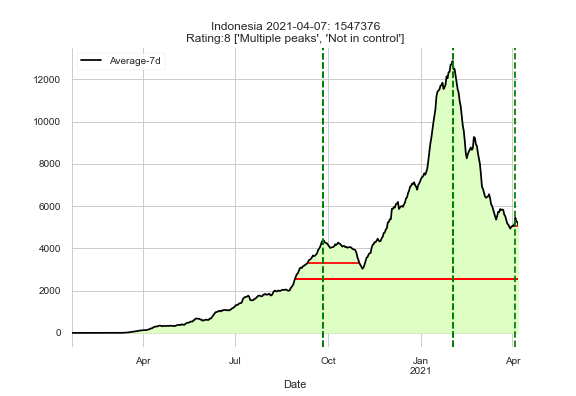 Indonesia 2021-04-07: 1547376
Rating:8 ['Multiple peaks', 'Not in control']
Average-7d
12000
10000
8000
6000
4000
2000
0
Apr
Jul
Oct
Jan
2021
Apr
Date